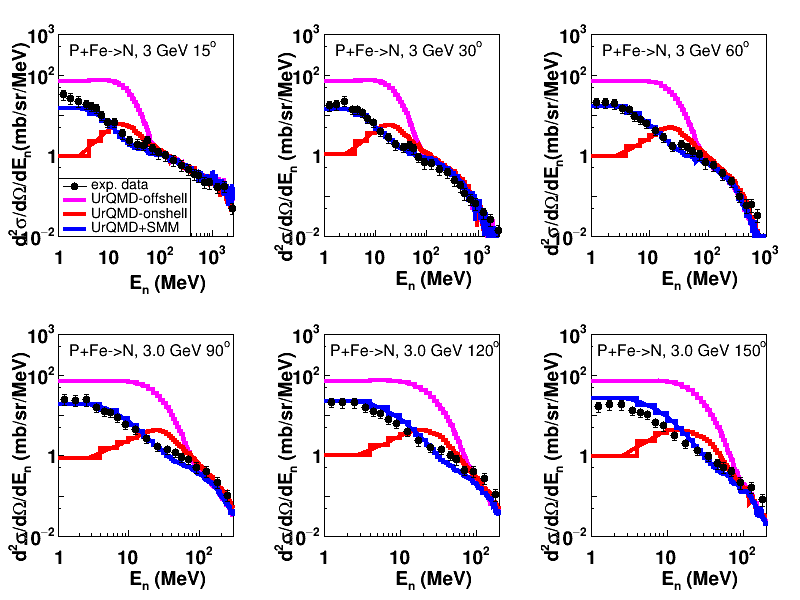 P+Fe->N, 3 GeV 15°
d²σ/dΩ/dEₙ(mb/sr/MeV)
10³
10²
1
10⁻²
exp. data
UrQMD-offshell
UrQMD-onshell
UrQMD+SMM
1 10 10² 10³
Eₙ (MeV)
P+Fe->N, 3 GeV 30°
d²σ/dΩ/dEₙ(mb/sr/MeV)
10³
10²
1
10⁻²
1 10 10² 10³
Eₙ (MeV)
P+Fe->N, 3 GeV 60°
d²σ/dΩ/dEₙ(mb/sr/MeV)
10³
10²
1
10⁻²
1 10 10² 10³
Eₙ (MeV)
P+Fe->N, 3.0 GeV 90°
d²σ/dΩ/dEₙ (mb/sr/MeV)
10³
10²
1
10⁻²
1 10 10²
Eₙ (MeV)
P+Fe->N, 3.0 GeV 120°
d²σ/dΩ/dEₙ (mb/sr/MeV)
10³
10²
1
10⁻²
1 10 10²
Eₙ (MeV)
P+Fe->N, 3.0 GeV 150°
d²σ/dΩ/dEₙ (mb/sr/MeV)
10³
10²
1
10⁻²
1 10 10²
Eₙ (MeV)